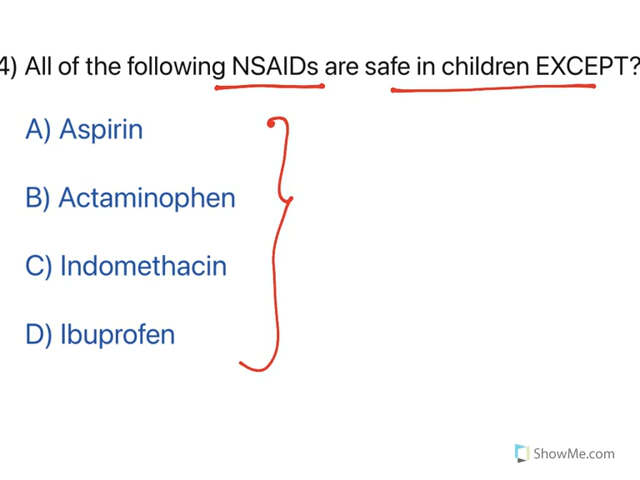 4) All of the following NSAIDs are safe in children EXCEPT?
A) Aspirin
B) Actaminophen
C) Indomethacin
D) Ibuprofen
ShowMe.com